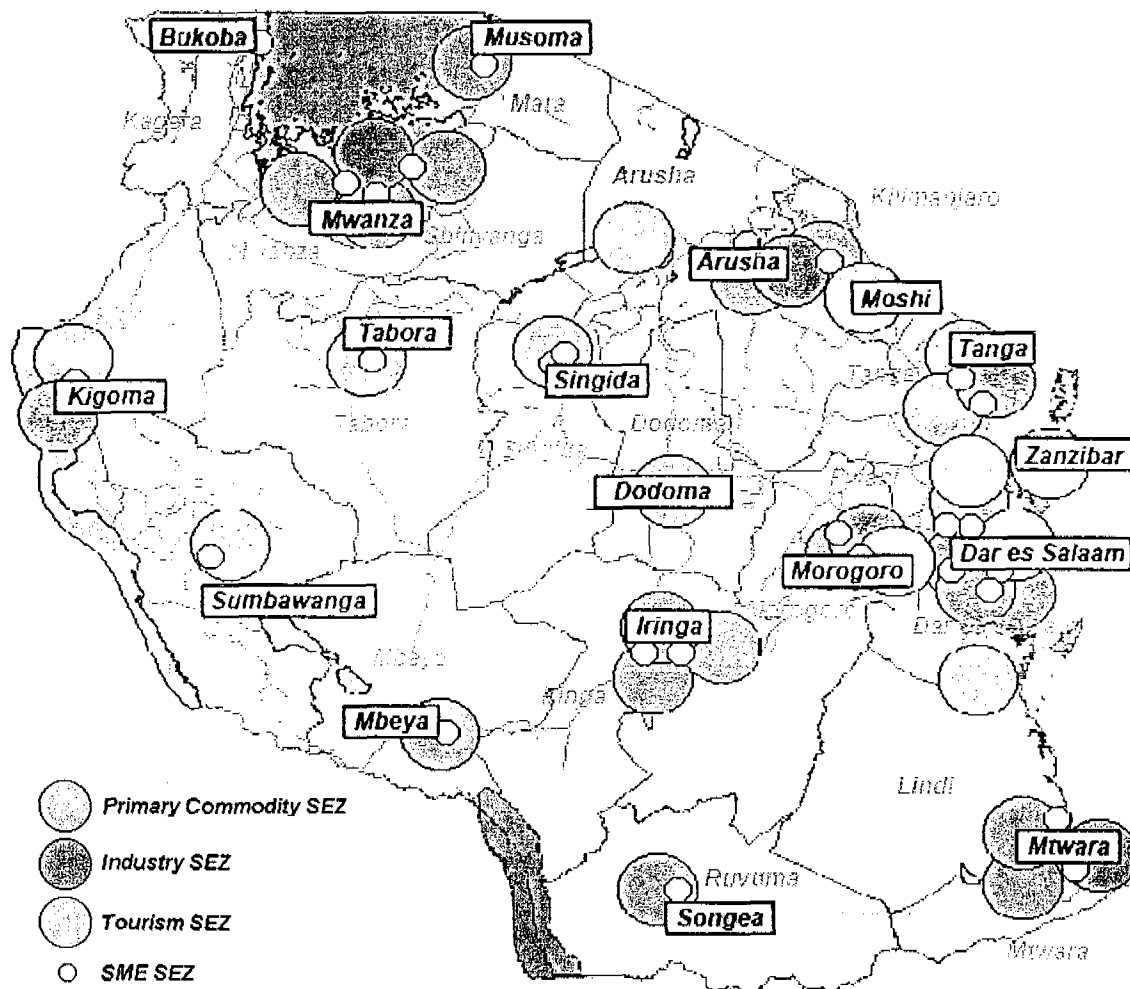 Bukoba
Musoma
Mara
Kagera
Arusha
Kilimanjaro
Mwanza
Shinyanga
Arusha
Moshi
Tabora
Singida
Tanga
Kigoma
Tabora
Dodoma
Zanzibar
Dodoma
Dar es Salaam
Morogoro
Sumbawanga
Iringa
Mbeya
Mbeya
Lindi
Primary Commodity SEZ
Industry SEZ
Mtwara
Ruvuma
Songea
Tourism SEZ
Mtwara
SME SEZ